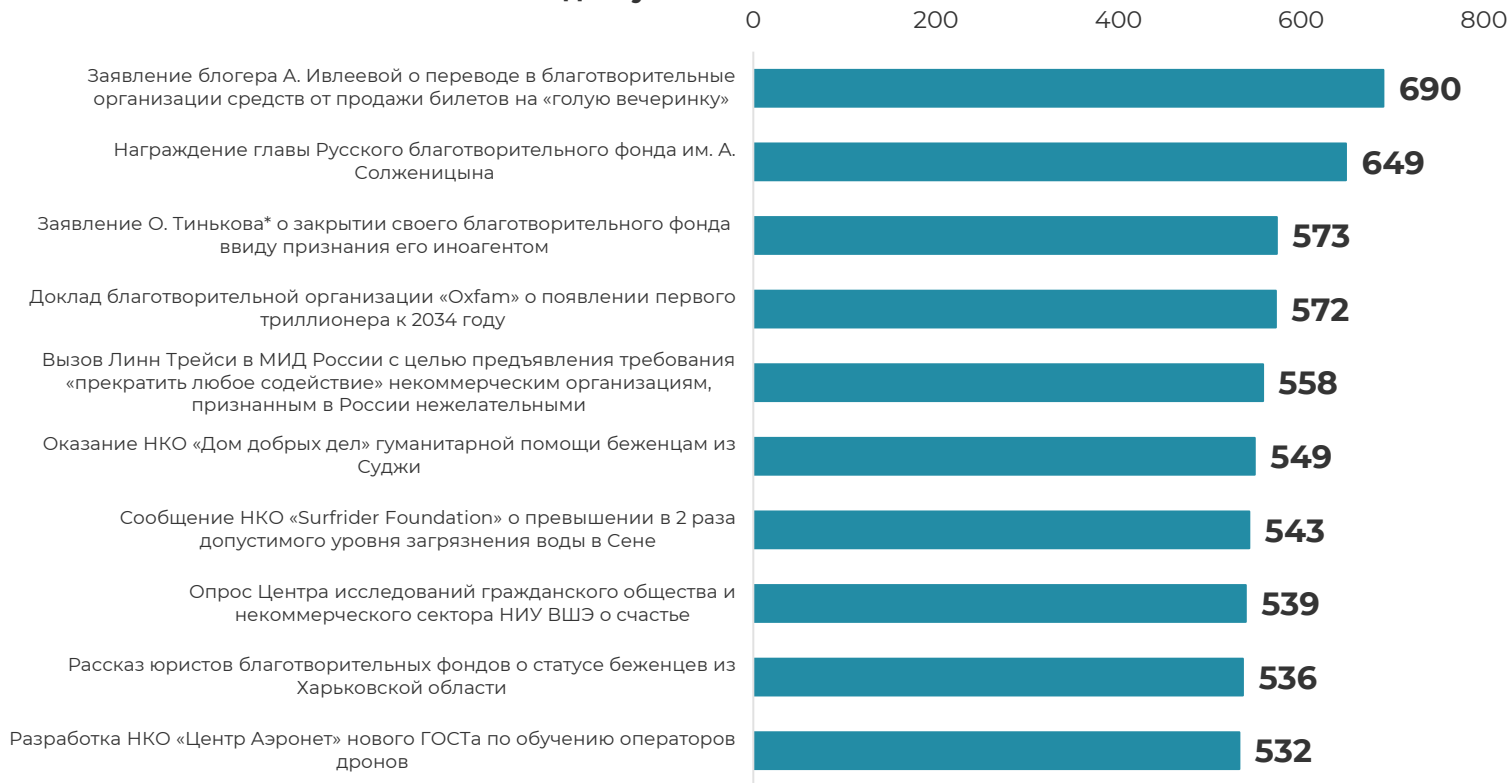 0 200 400 600 800
Заявление блогера А. Ивлеевой о переводе в благотворительные
организации средств от продажи билетов на «голую вечеринку»
690
Награждение главы Русского благотворительного фонда им. А.
Солженицына
649
Заявление О. Тинькова* о закрытии своего благотворительного фонда
ввиду признания его иноагентом
573
Доклад благотворительной организации «Oxfam» о появлении первого
триллионера к 2034 году
572
Вызов Линн Трейси в МИД России с целью предъявления требования
«прекратить любое содействие» некоммерческим организациям,
признанным в России нежелательными
558
Оказание НКО «Дом добрых дел» гуманитарной помощи беженцам из
Суджи
549
Сообщение НКО «Surfrider Foundation» о превышении в 2 раза
допустимого уровня загрязнения воды в Сене
543
Опрос Центра исследований гражданского общества и
некоммерческого сектора НИУ ВШЭ о счастье
539
Рассказ юристов благотворительных фондов о статусе беженцев из
Харьковской области
536
Разработка НКО «Центр Аэронет» нового ГОСТа по обучению операторов
дронов
532